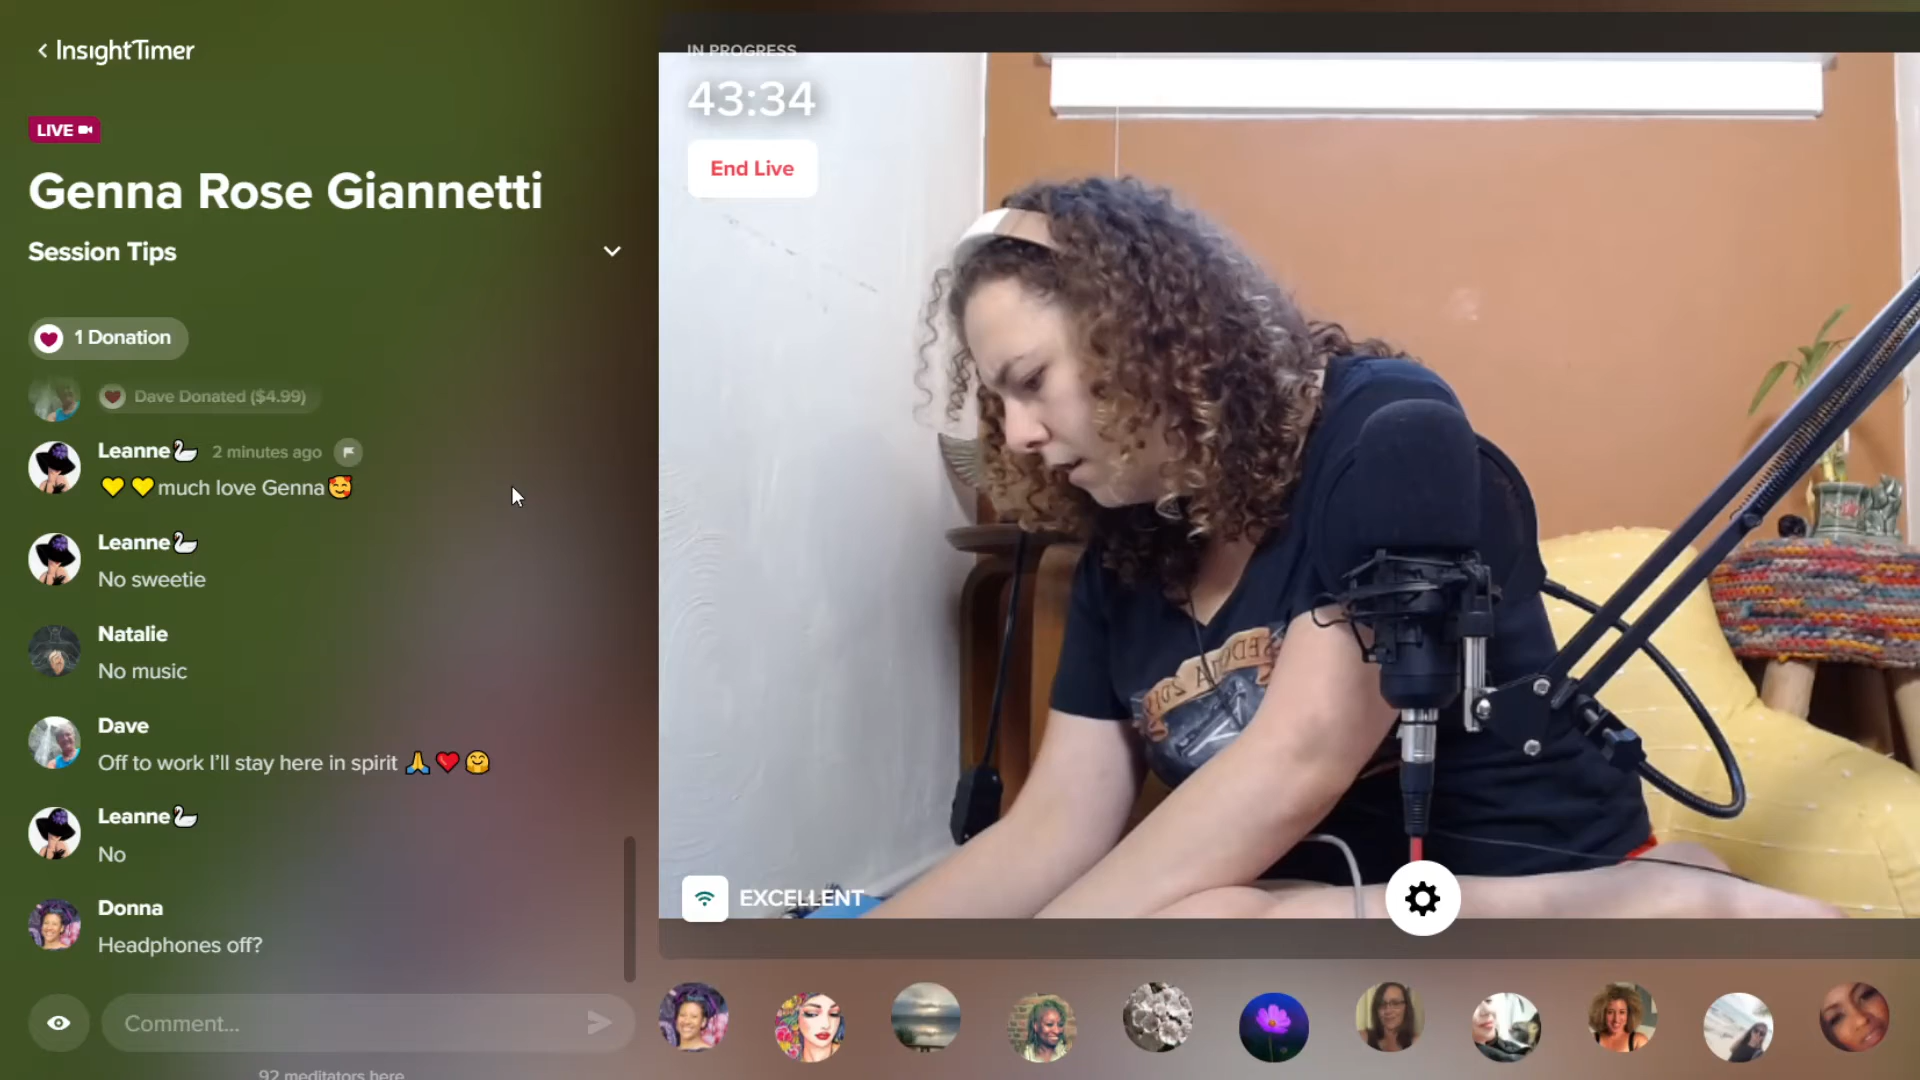 InsightTimer
LIVE
Genna Rose Giannetti
Session Tips
1 Donation
Dave Donated ($4.99)
Leanne🦢 2 minutes ago
💛💛much love Genna🥰
Leanne🦢
No sweetie
Natalie
No music
Dave
Off to work I'll stay here in spirit 🙏❤️🤗
Leanne🦢
No
Donna
Headphones off?
Comment...
92 meditators here
IN PROGRESS
43:34
End Live
EXCELLENT